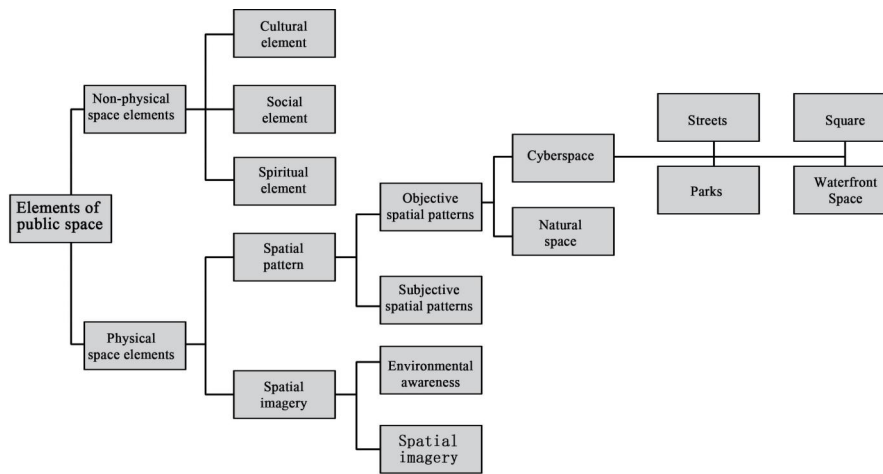 Elements of
public space
Non-physical
space elements
Physical
space elements
Cultural
element
Social
element
Spiritual element
Spatial
pattern
Spatial
imagery
Objective
spatial patterns
Subjective
spatial patterns
Environmental
awareness
Spatial
imagery
Cyberspace
Natural
space
Streets
Square
Parks
Waterfront
Space